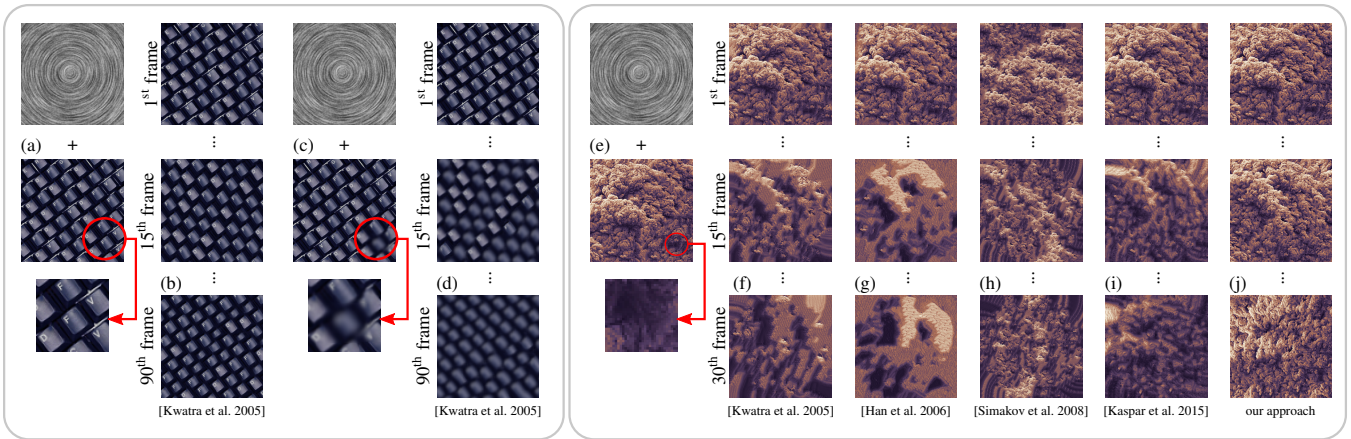 1st frame
1st frame
(a) +
(c) +
15th frame
15th frame
(b)
(d)
F
V
90th frame
90th frame
[Kwatra et al. 2005]
[Kwatra et al. 2005]
1st frame
(e) +
15th frame
(f)
(g)
(h)
(i)
(j)
30th frame
[Kwatra et al. 2005]
[Han et al. 2006]
[Simakov et al. 2008]
[Kaspar et al. 2015]
our approach